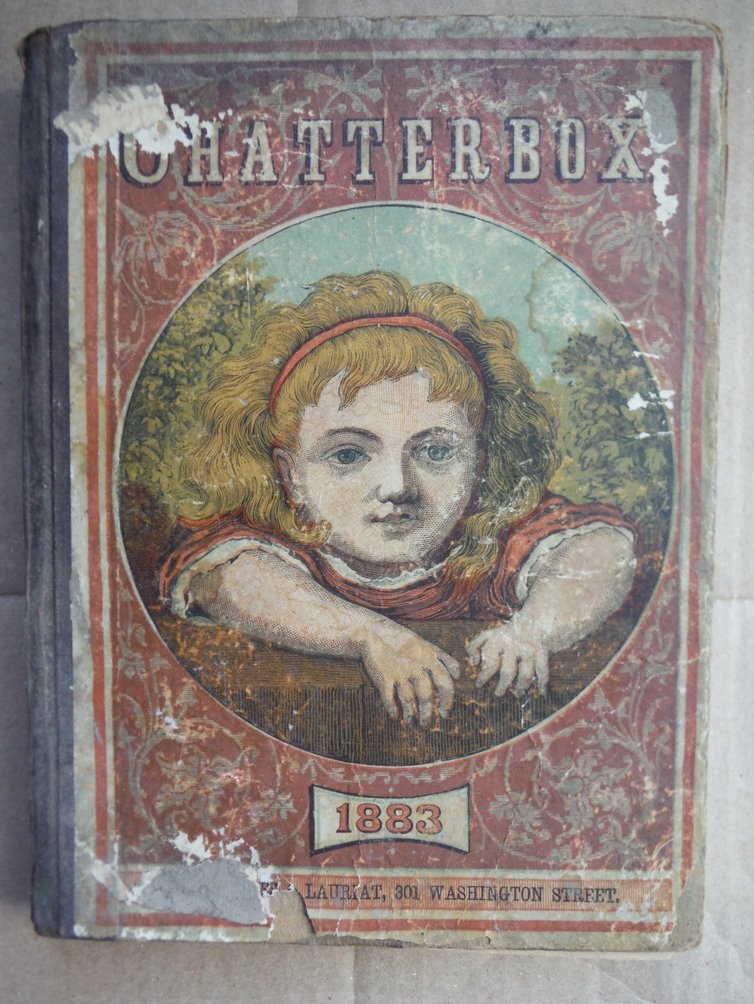 CHATTERBOX
1883
LAURIAT, 301 WASHINGTON STREET.